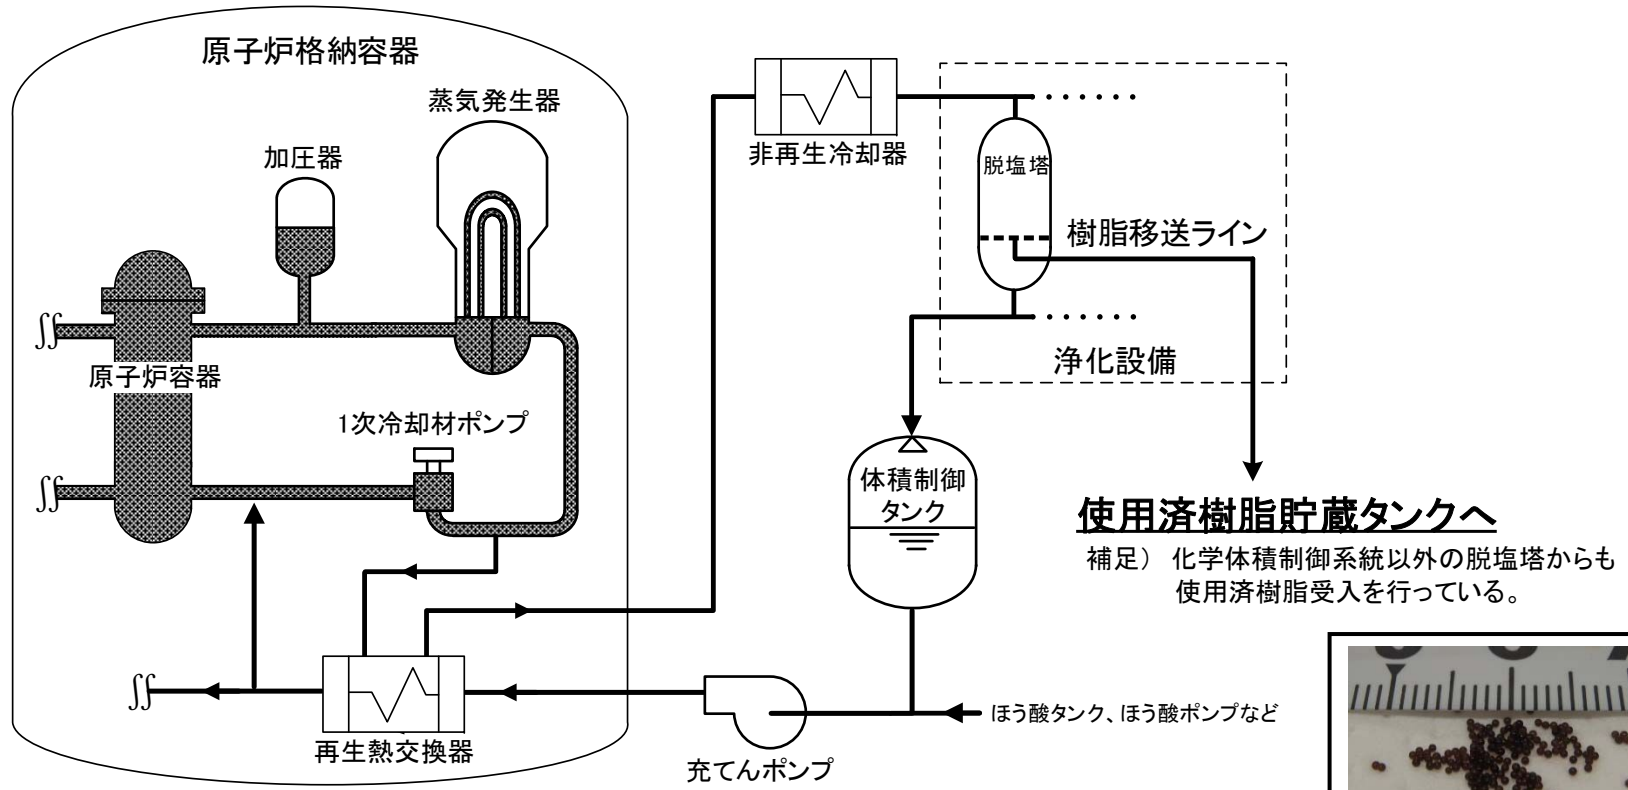 原子炉格納容器
蒸気発生器
加圧器
原子炉容器
1次冷却材ポンプ
再生熱交換器
非再生冷却器
脱塩塔
樹脂移送ライン
浄化設備
体積制御
タンク
使用済樹脂貯蔵タンクへ
補足） 化学体積制御系統以外の脱塩塔からも
使用済樹脂受入を行っている。
ほう酸タンク、ほう酸ポンプなど
充てんポンプ